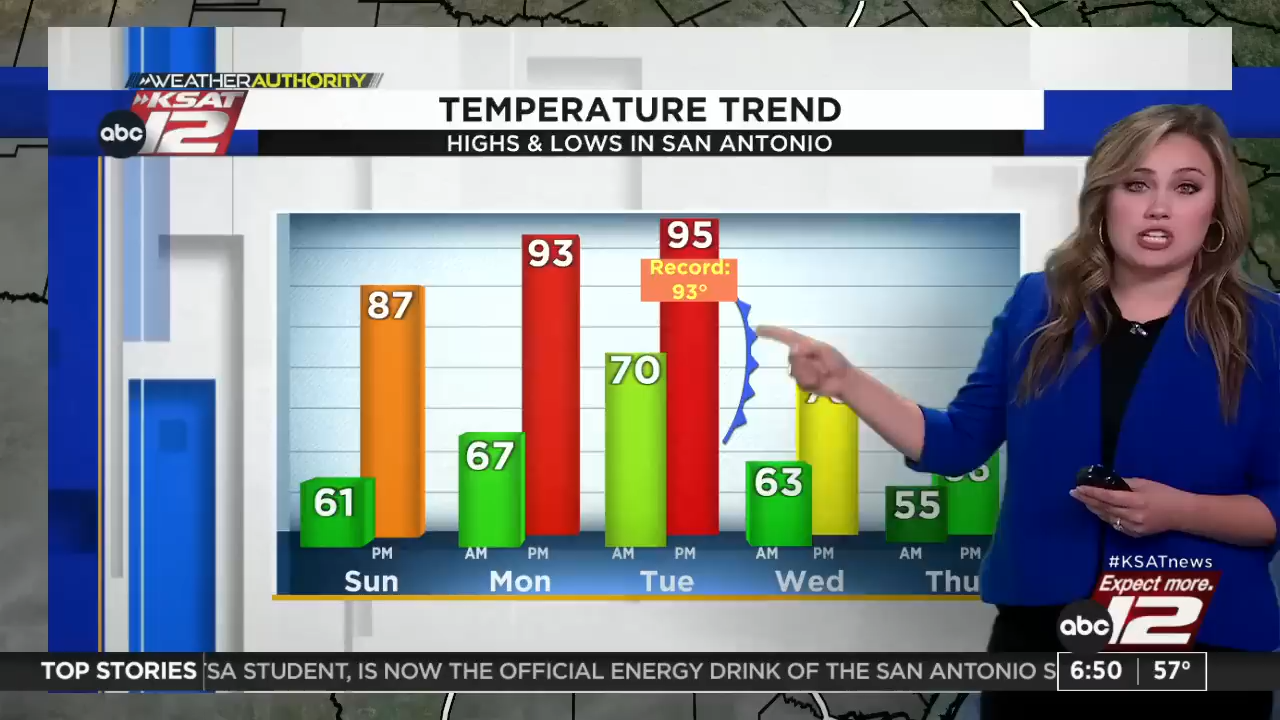 »WEATHERAUTHORITY
»KSAT
abc 12
TEMPERATURE TREND
HIGHS & LOWS IN SAN ANTONIO
95
93
Record:
93°
87
70
67
63
61
55
AM PM AM PM AM PM AM PM
PM
Sun Mon Tue Wed Thu
#KSATnews
Expect more.
abc 12
TOP STORIES SA STUDENT, IS NOW THE OFFICIAL ENERGY DRINK OF THE SAN ANTONIO S 6:50 57°